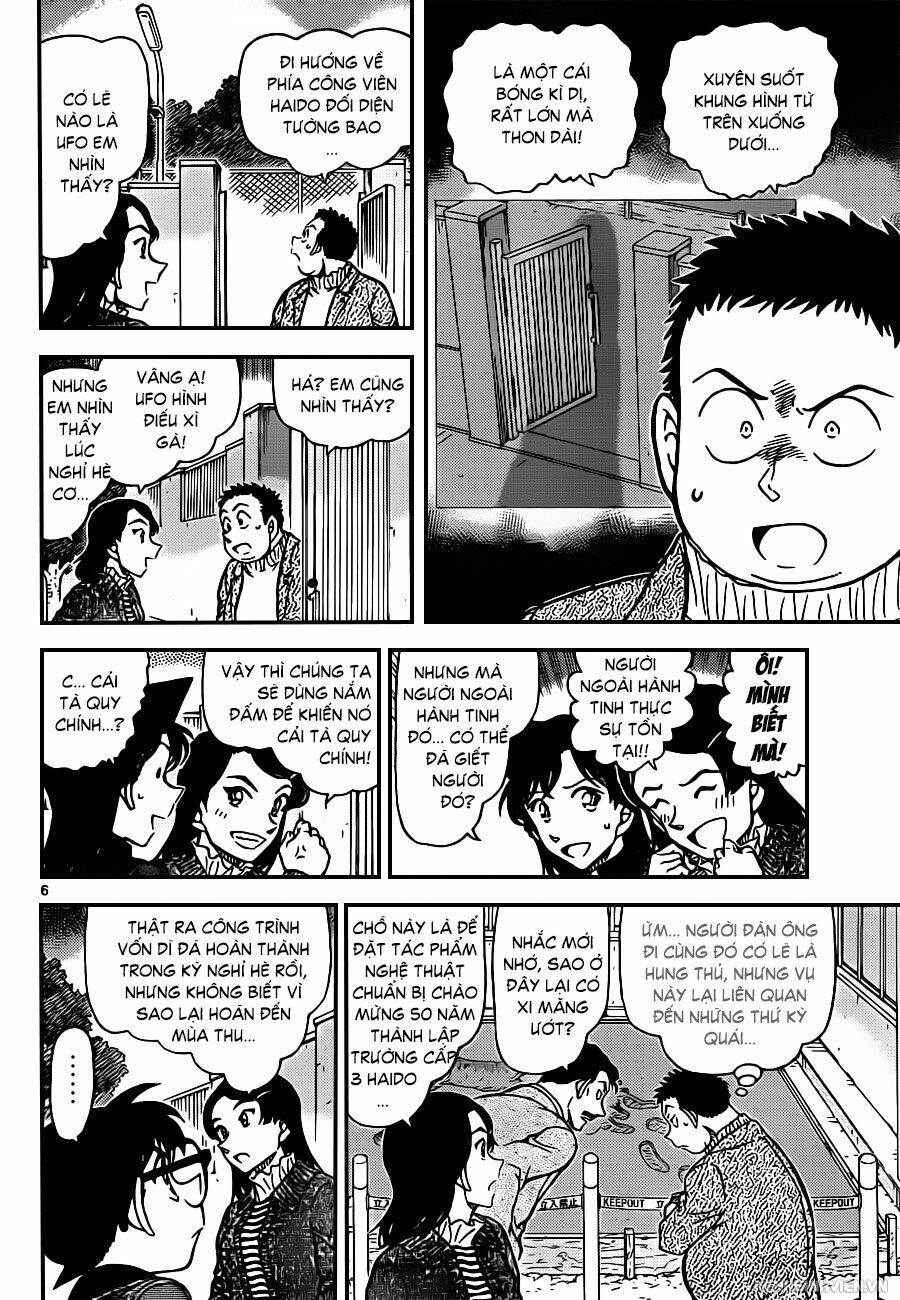 XUYÊN SUỐT
KHUNG HÌNH TỪ
TRÊN XUỐNG
DƯỚI...
LÀ MỘT CÁI
BÓNG KÌ DỊ,
RẤT LỚN MÀ
THON DÀI!
ĐI HƯỚNG VỀ
PHÍA CÔNG VIÊN
HAIDO ĐỐI DIỆN
TƯỜNG BAO
...
CÓ LẼ
NÀO LÀ
UFO EM
NHÌN
THẤY?
HẢ? EM CŨNG
NHÌN THẤY?
VÂNG Ạ!
UFO HÌNH
ĐIẾU XÌ
GÀ!
NHƯNG
EM NHÌN
THẤY
LÚC
NGHỈ HÈ
CƠ...
ÔI!
MÌNH
BIẾT
MÀ!
NGƯỜI
NGOÀI HÀNH
TINH THỰC
SỰ TỒN
TẠI!!
NHƯNG MÀ
NGƯỜI NGOÀI
HÀNH TINH
ĐÓ... CÓ THỂ
ĐÃ GIẾT
NGƯỜI
ĐÓ?
VẬY THÌ CHÚNG TA
SẼ DÙNG NẮM
ĐẤM ĐỂ KHIẾN NÓ
CẢI TÀ QUY
CHÍNH!
C... CẢI
TÀ QUY
CHÍNH...?
6
ỪM... NGƯỜI ĐÀN ÔNG
ĐI CÙNG ĐÓ CÓ LẼ LÀ
HUNG THỦ, NHƯNG VỤ
NÀY LẠI LIÊN QUAN
ĐẾN NHỮNG THỨ KỲ
QUÁI...
NHẮC MỚI
NHỚ, SAO Ở
ĐÂY LẠI CÓ
XI MĂNG
ƯỚT?
CHỖ NÀY LÀ ĐỂ
ĐẶT TÁC PHẨM
NGHỆ THUẬT
CHUẨN BỊ CHÀO
MỪNG 50 NĂM
THÀNH LẬP
TRƯỜNG CẤP
3 HAIDO
...
立入禁止
KEEPOUT
KEEPOUT
THẬT RA CÔNG TRÌNH
VỐN DĨ ĐÃ HOÀN THÀNH
TRONG KỲ NGHỈ HÈ RỒI,
NHƯNG KHÔNG BIẾT VÌ
SAO LẠI HOÃN ĐẾN
MÙA THU...
......